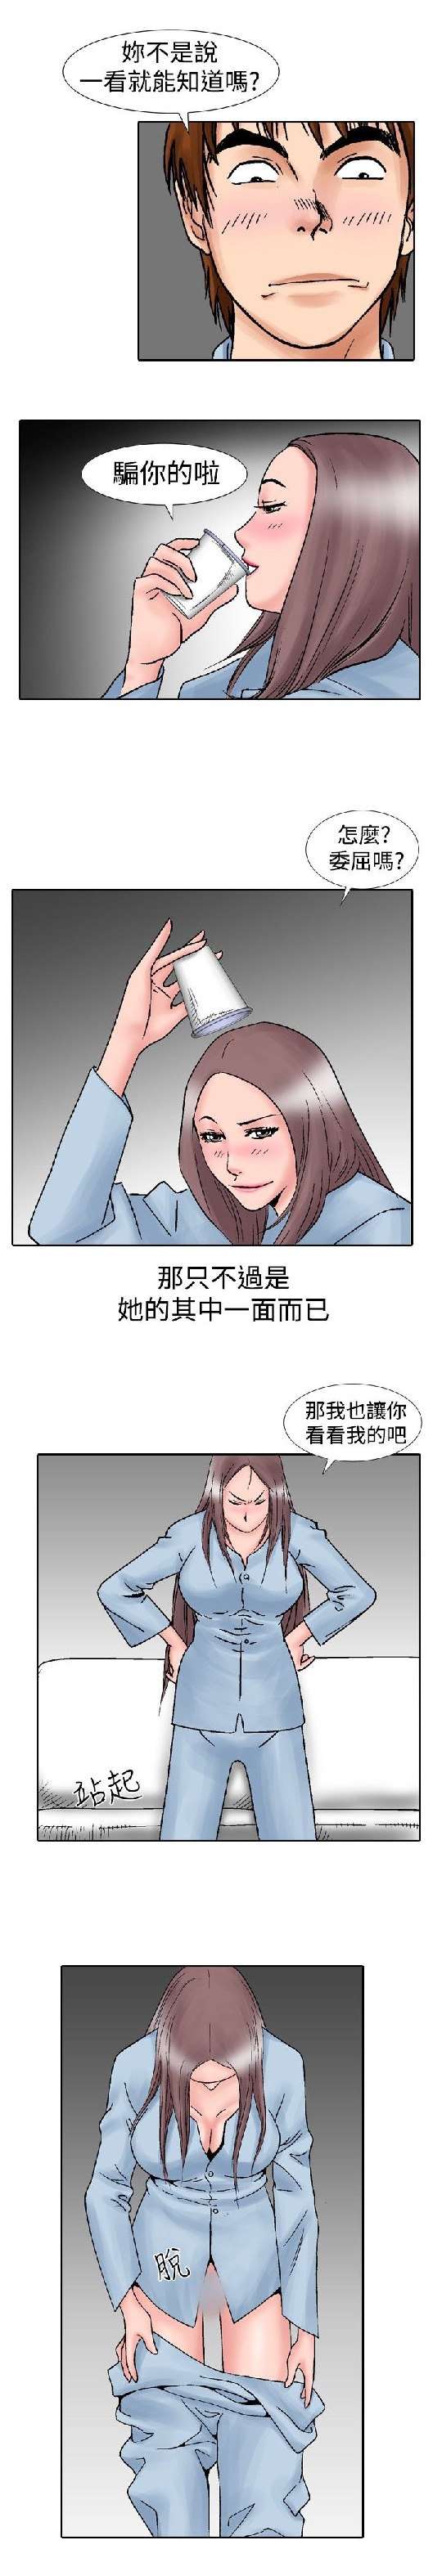 妳不是說
一看就能知道嗎?
騙你的啦
怎麼?
委屈嗎?
那只不過是
她的其中一面而已
那我也讓你
看看我的吧
站起
脫